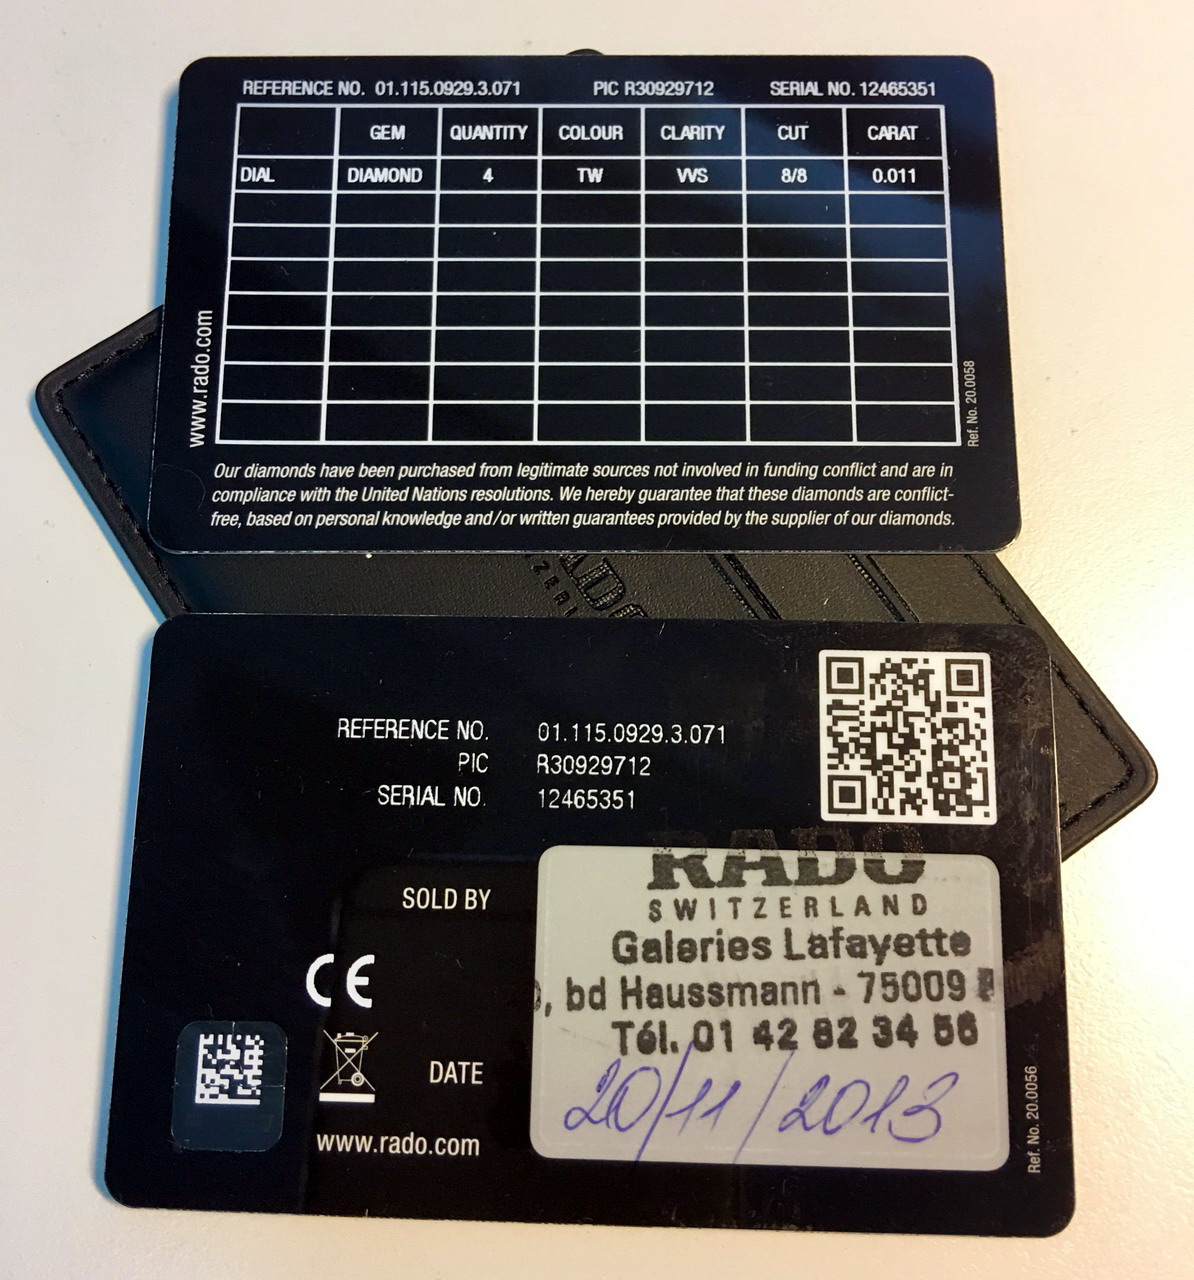 REFERENCE NO. 01.115.0929.3.071 PIC R30929712 SERIAL NO. 12465351
GEM QUANTITY COLOUR CLARITY CUT CARAT
DIAL DIAMOND 4 TW VVS 8/8 0.011
www.rado.com
Ref. No. 20.0058
Our diamonds have been purchased from legitimate sources not involved in funding conflict and are in
compliance with the United Nations resolutions. We hereby guarantee that these diamonds are conflict-
free, based on personal knowledge and/or written guarantees provided by the supplier of our diamonds.
REFERENCE NO. 01.115.0929.3.071
PIC R30929712
SERIAL NO. 12465351
SOLD BY
RADO
SWITZERLAND
Galeries Lafayette
, bd Haussmann - 75009
Tél. 01 42 82 34 56
CE
DATE
20/11/2013
www.rado.com
Ref. No. 20.0056